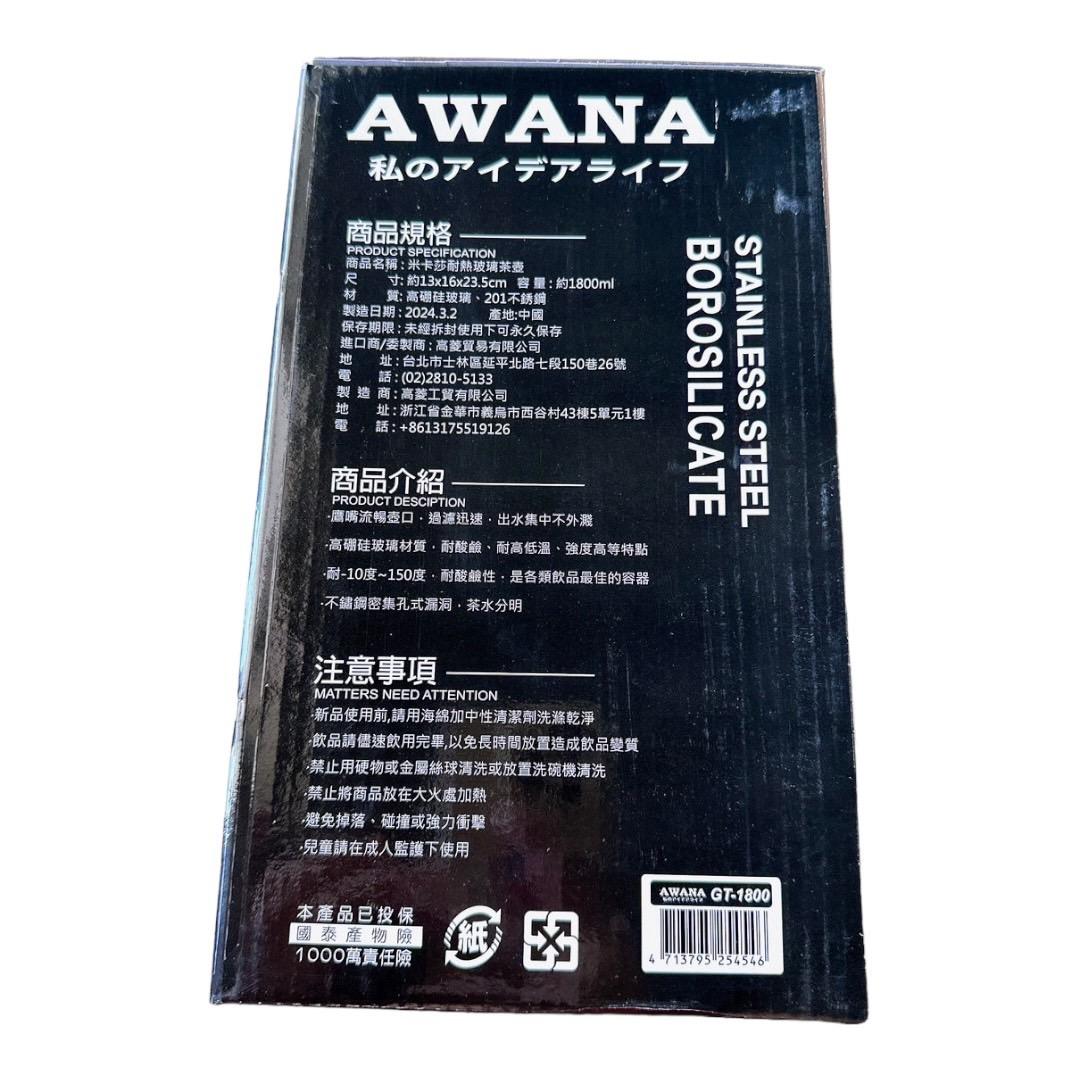 AWANA
私のアイデアライフ
商品規格
PRODUCT SPECIFICATION
商品名稱：米卡莎耐熱玻璃茶壺
尺 寸：約13x16x23.5cm 容 量：約1800ml
材 質：高硼硅玻璃、201不銹鋼
製造日期：2024.3.2 產地:中國
保存期限：未經拆封使用下可永久保存
進口商/委製商：高菱貿易有限公司
地 址：台北市士林區延平北路七段150巷26號
電 話：(02)2810-5133
製 造 商：高菱工貿有限公司
地 址：浙江省金華市義烏市西谷村43棟5單元1樓
電 話：+8613175519126
STAINLESS STEEL
BOROSILICATE
商品介紹
PRODUCT DESCIPTION
·鷹嘴流暢壺口，過濾迅速，出水集中不外濺
·高硼硅玻璃材質，耐酸鹼、耐高低溫、強度高等特點
·耐-10度~150度，耐酸鹼性，是各類飲品最佳的容器
·不鏽鋼密集孔式漏洞，茶水分明
注意事項
MATTERS NEED ATTENTION
·新品使用前,請用海綿加中性清潔劑洗滌乾淨
·飲品請儘速飲用完畢,以免長時間放置造成飲品變質
·禁止用硬物或金屬絲球清洗或放置洗碗機清洗
·禁止將商品放在大火處加熱
·避免掉落、碰撞或強力衝擊
·兒童請在成人監護下使用
本產品已投保
國泰產物險
1000萬責任險
紙
AWANA GT-1800
私のアイデアライフ
4 713795 254546